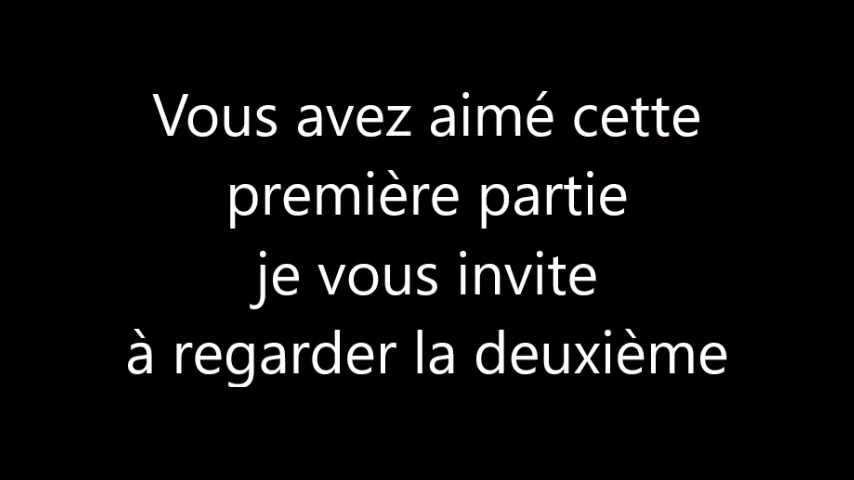 Vous avez aimé cette
première partie
je vous invite
à regarder la deuxième